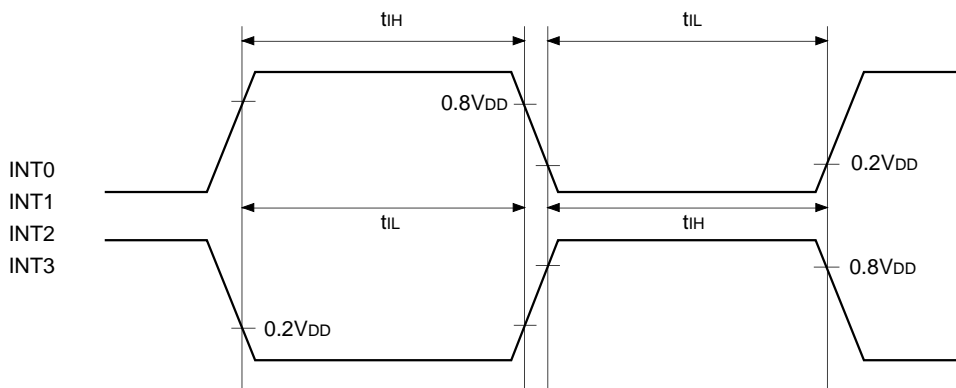 tIH
tIL
0.8VDD
INT0
0.2VDD
INT1
tIL
tIH
INT2
INT3
0.8VDD
0.2VDD